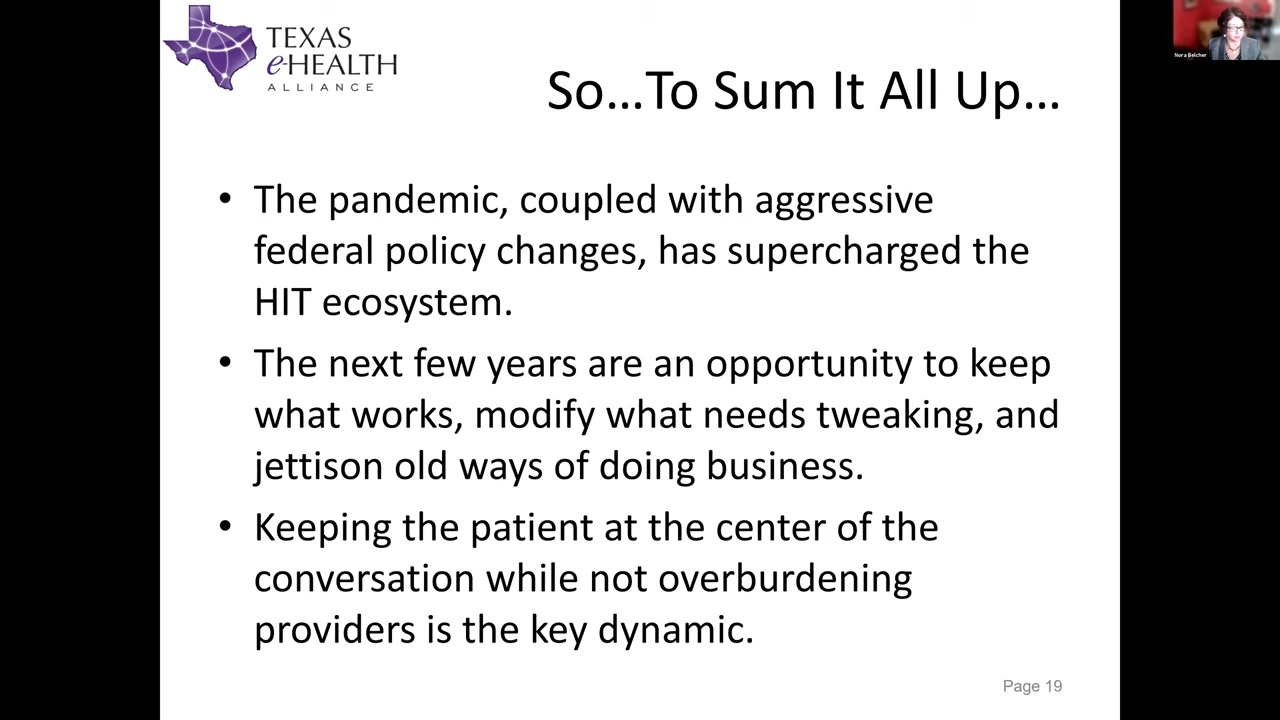 TEXAS
e-HEALTH
ALLIANCE
So...To Sum It All Up...
• The pandemic, coupled with aggressive
federal policy changes, has supercharged the
HIT ecosystem.
• The next few years are an opportunity to keep
what works, modify what needs tweaking, and
jettison old ways of doing business.
• Keeping the patient at the center of the
conversation while not overburdening
providers is the key dynamic.
Page 19
Nora Belcher